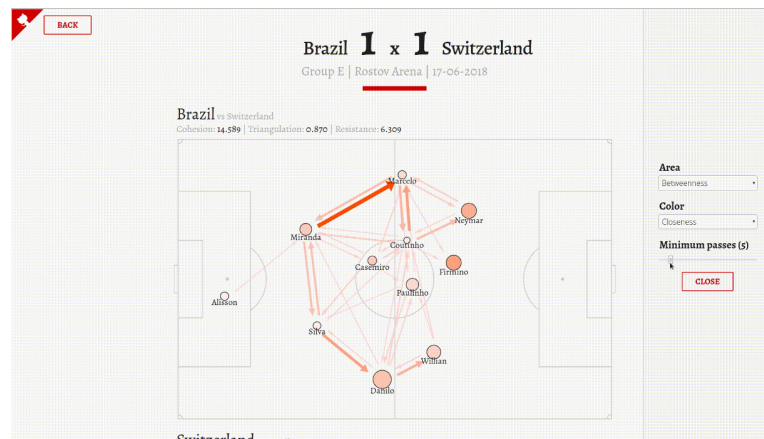 BACK
Brazil 1 x 1 Switzerland
Group E | Rostov Arena | 17-06-2018
Brazil vs Switzerland
Cohesion: 14.589 | Triangulation: 0.870 | Resistance: 6.309
Marcelo
Neymar
Miranda
Coutinho
Casemiro
Firmino
Paulinho
Alisson
Silva
Willian
Danilo
Area
Betweenness
Color
Closeness
Minimum passes (5)
CLOSE
Switzerland